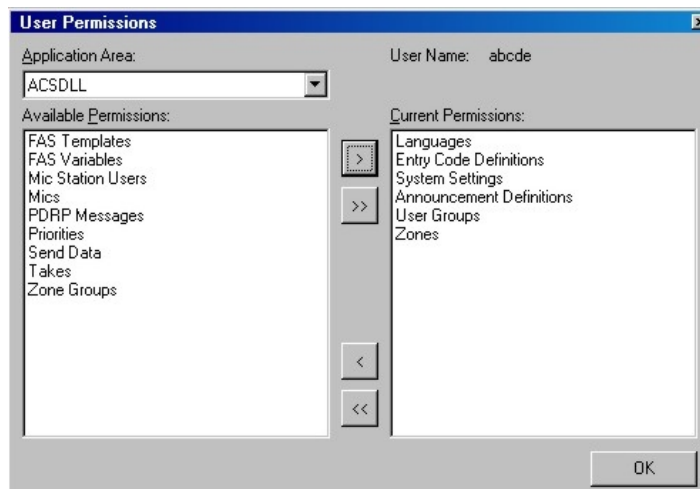 User Permissions
Application Area:
User Name: abcde
ACSDLL
Available Permissions:
Current Permissions:
FAS Templates
FAS Variables
Mic Station Users
Mics
PDRP Messages
Priorities
Send Data
Takes
Zone Groups
>
>>
<
<<
Languages
Entry Code Definitions
System Settings
Announcement Definitions
User Groups
Zones
OK